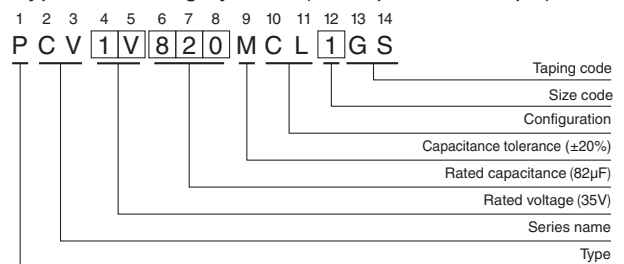 1 2 3 4 5 6 7 8 9 10 11 12 13 14
P C V 1 V 8 2 0 M C L 1 G S
Taping code
Size code
Configuration
Capacitance tolerance (±20%)
Rated capacitance (82µF)
Rated voltage (35V)
Series name
Type